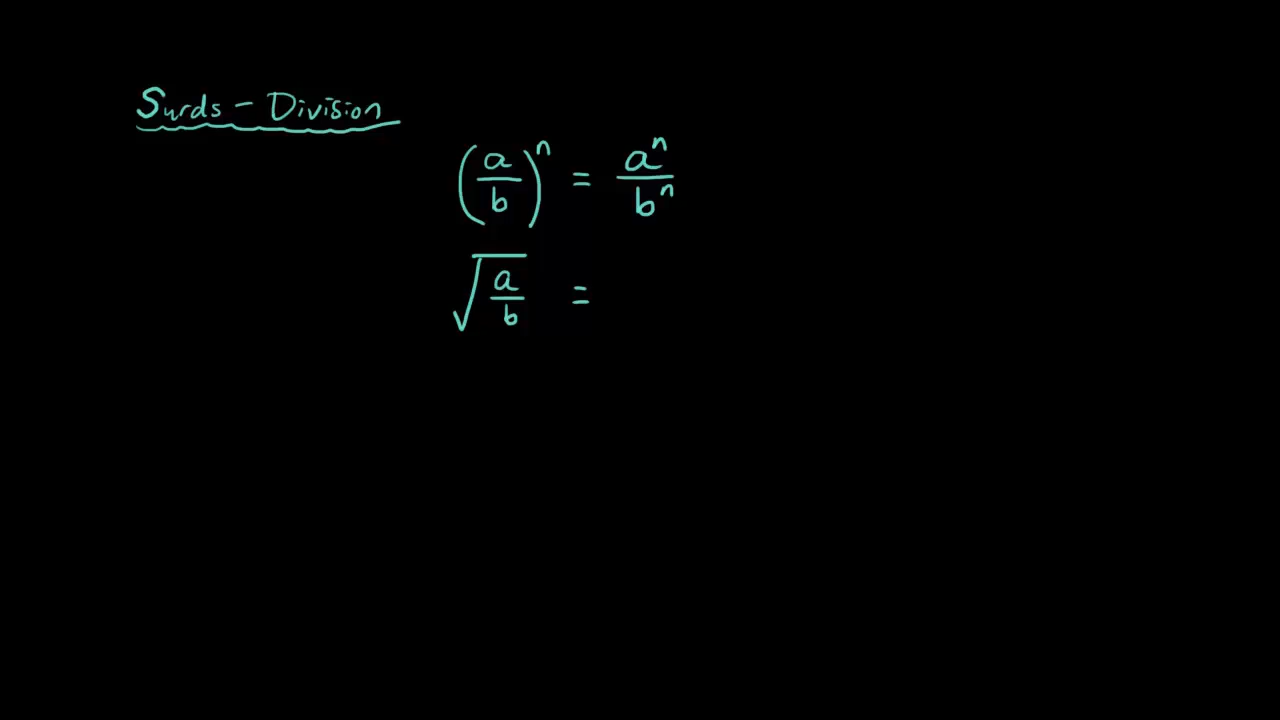 Surds - Division
(a/b)^n = a^n/b^n
√(a/b) =